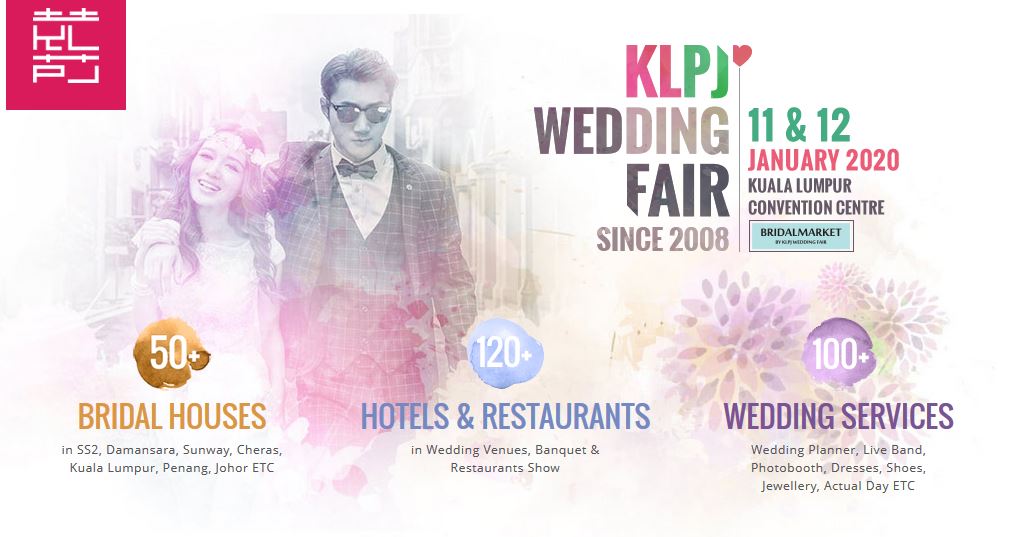 KL
PJ
KLPJ
WEDDING
FAIR
SINCE 2008
11 & 12
JANUARY 2020
KUALA LUMPUR
CONVENTION CENTRE
BRIDALMARKET
BY KLPJ WEDDING FAIR
50+
BRIDAL HOUSES
in SS2, Damansara, Sunway, Cheras,
Kuala Lumpur, Penang, Johor ETC
120+
HOTELS & RESTAURANTS
in Wedding Venues, Banquet &
Restaurants Show
100+
WEDDING SERVICES
Wedding Planner, Live Band,
Photobooth, Dresses, Shoes,
Jewellery, Actual Day ETC